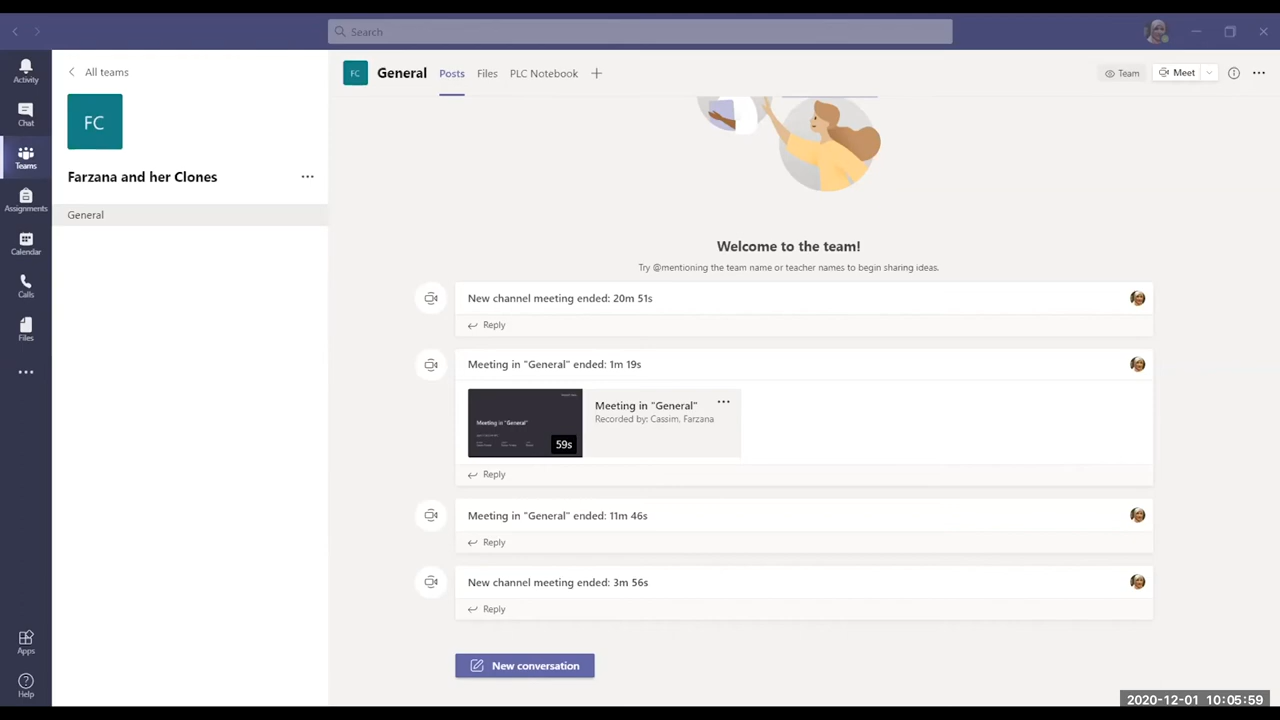 Search
Activity
Chat
Teams
Assignments
Calendar
Calls
Files
Apps
Help
All teams
FC
Farzana and her Clones
General
FC General Posts Files PLC Notebook
Team Meet
Welcome to the team!
Try @mentioning the team name or teacher names to begin sharing ideas.
New channel meeting ended: 20m 51s
Reply
Meeting in "General" ended: 1m 19s
Meeting in "General"
59s
Meeting in "General"
Recorded by: Cassim, Farzana
Reply
Meeting in "General" ended: 11m 46s
Reply
New channel meeting ended: 3m 56s
Reply
New conversation
2020-12-01 10:05:59